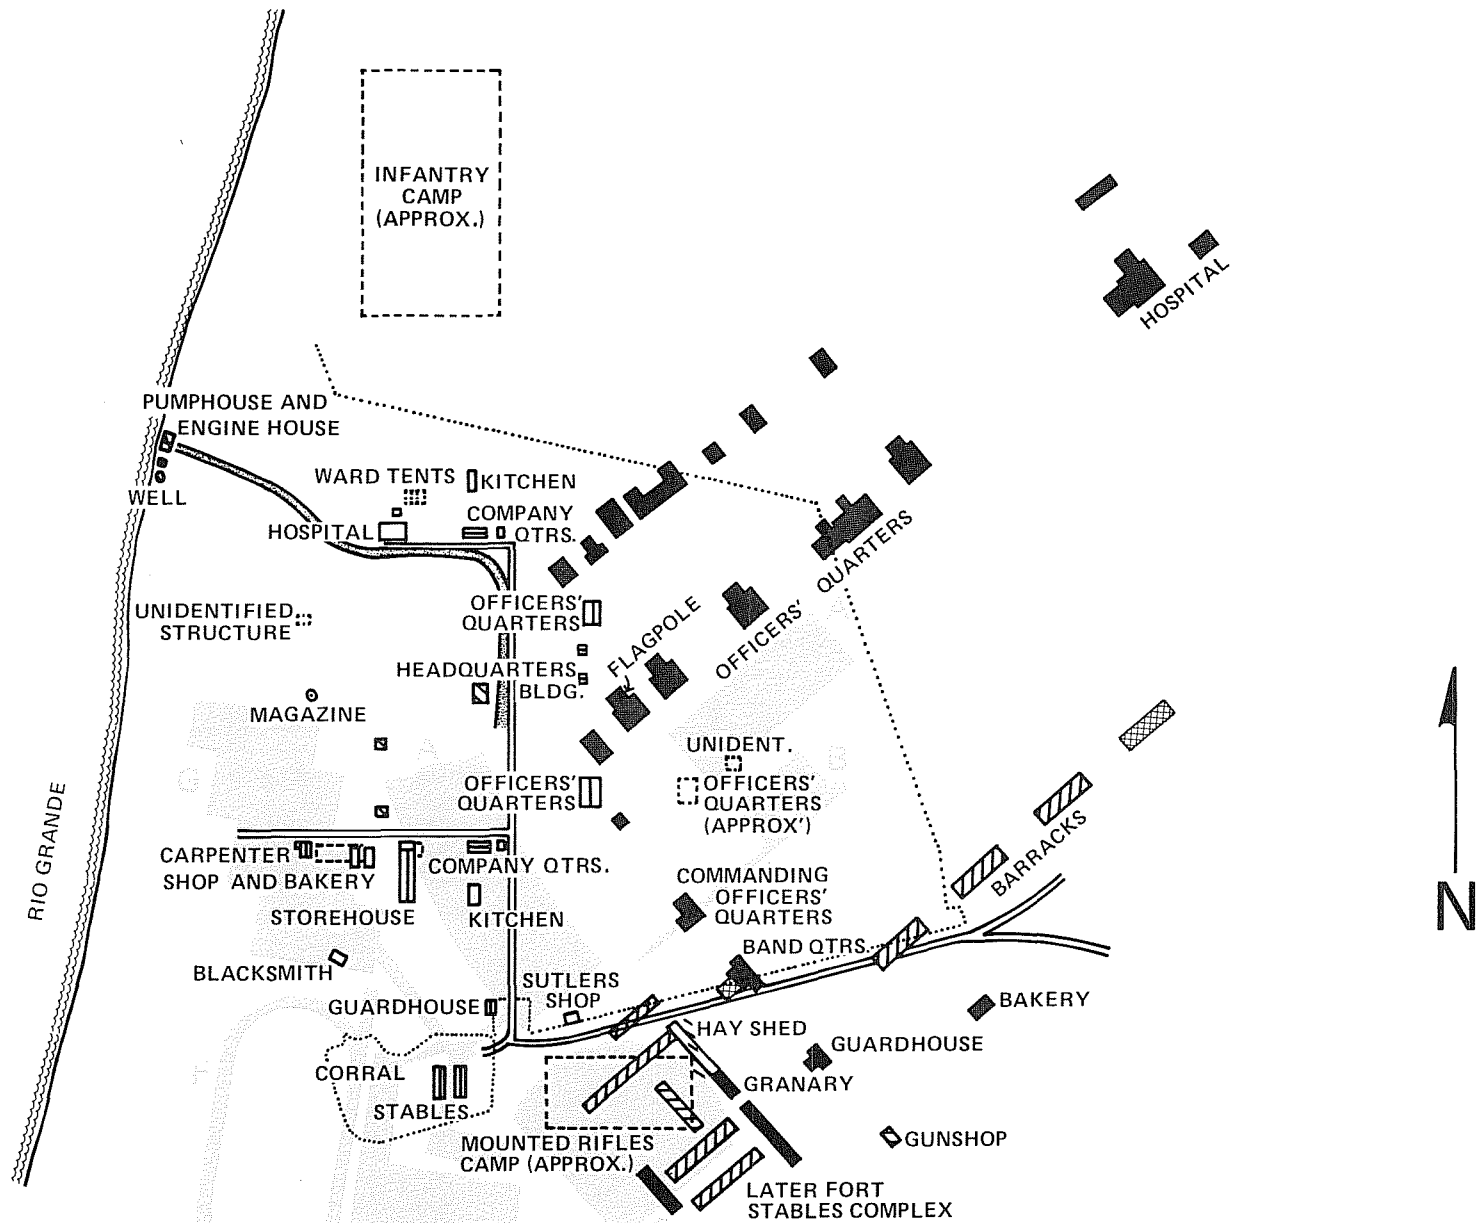 INFANTRY
CAMP
(APPROX.)
HOSPITAL
PUMPHOUSE AND
ENGINE HOUSE
WELL
WARD TENTS
KITCHEN
COMPANY
QTRS.
HOSPITAL
OFFICERS'
QUARTERS
UNIDENTIFIED
STRUCTURE
OFFICERS'
QUARTERS
FLAGPOLE
HEADQUARTERS
BLDG.
MAGAZINE
UNIDENT.
OFFICERS'
QUARTERS
(APPROX')
OFFICERS'
QUARTERS
RIO GRANDE
CARPENTER
SHOP AND BAKERY
COMPANY QTRS.
STOREHOUSE
KITCHEN
COMMANDING
OFFICERS'
QUARTERS
BARRACKS
N
BAND QTRS.
BLACKSMITH
SUTLERS
SHOP
GUARDHOUSE
BAKERY
HAY SHED
GUARDHOUSE
CORRAL
GRANARY
STABLES
MOUNTED RIFLES
CAMP (APPROX.)
GUNSHOP
LATER FORT
STABLES COMPLEX
G
A
B
T